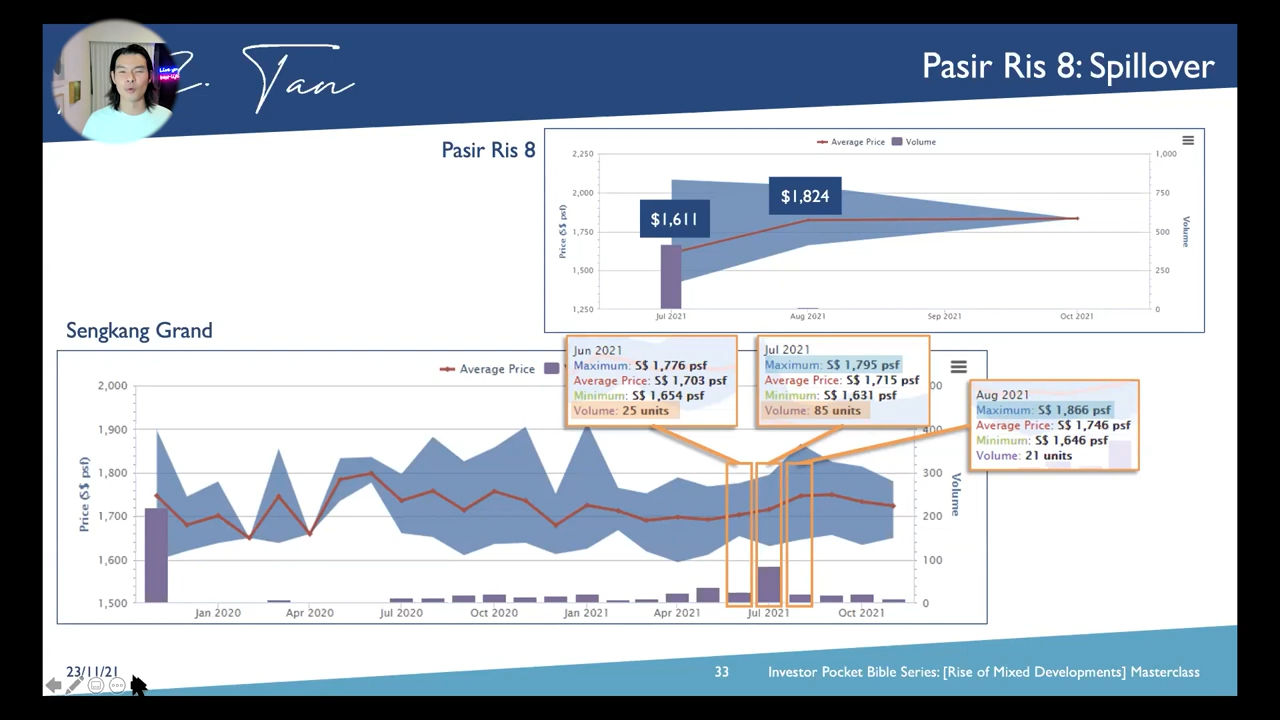 Z. Tan
Pasir Ris 8: Spillover
Pasir Ris 8
Average Price Volume
2,250
2,000
1,750
1,500
1,250
1,000
750
500
250
0
Price (S$ psf)
Volume
$1,611
$1,824
Jul 2021 Aug 2021 Sep 2021 Oct 2021
Sengkang Grand
Average Price
2,000
1,900
1,800
1,700
1,600
1,500
400
300
200
100
0
Price (S$ psf)
Volume
Jan 2020 Apr 2020 Jul 2020 Oct 2020 Jan 2021 Apr 2021 Jul 2021 Oct 2021
Jun 2021
Maximum: S$ 1,776 psf
Average Price: S$ 1,703 psf
Minimum: S$ 1,654 psf
Volume: 25 units
Jul 2021
Maximum: S$ 1,795 psf
Average Price: S$ 1,715 psf
Minimum: S$ 1,631 psf
Volume: 85 units
Aug 2021
Maximum: S$ 1,866 psf
Average Price: S$ 1,746 psf
Minimum: S$ 1,646 psf
Volume: 21 units
23/11/21
33
Investor Pocket Bible Series: [Rise of Mixed Developments] Masterclass